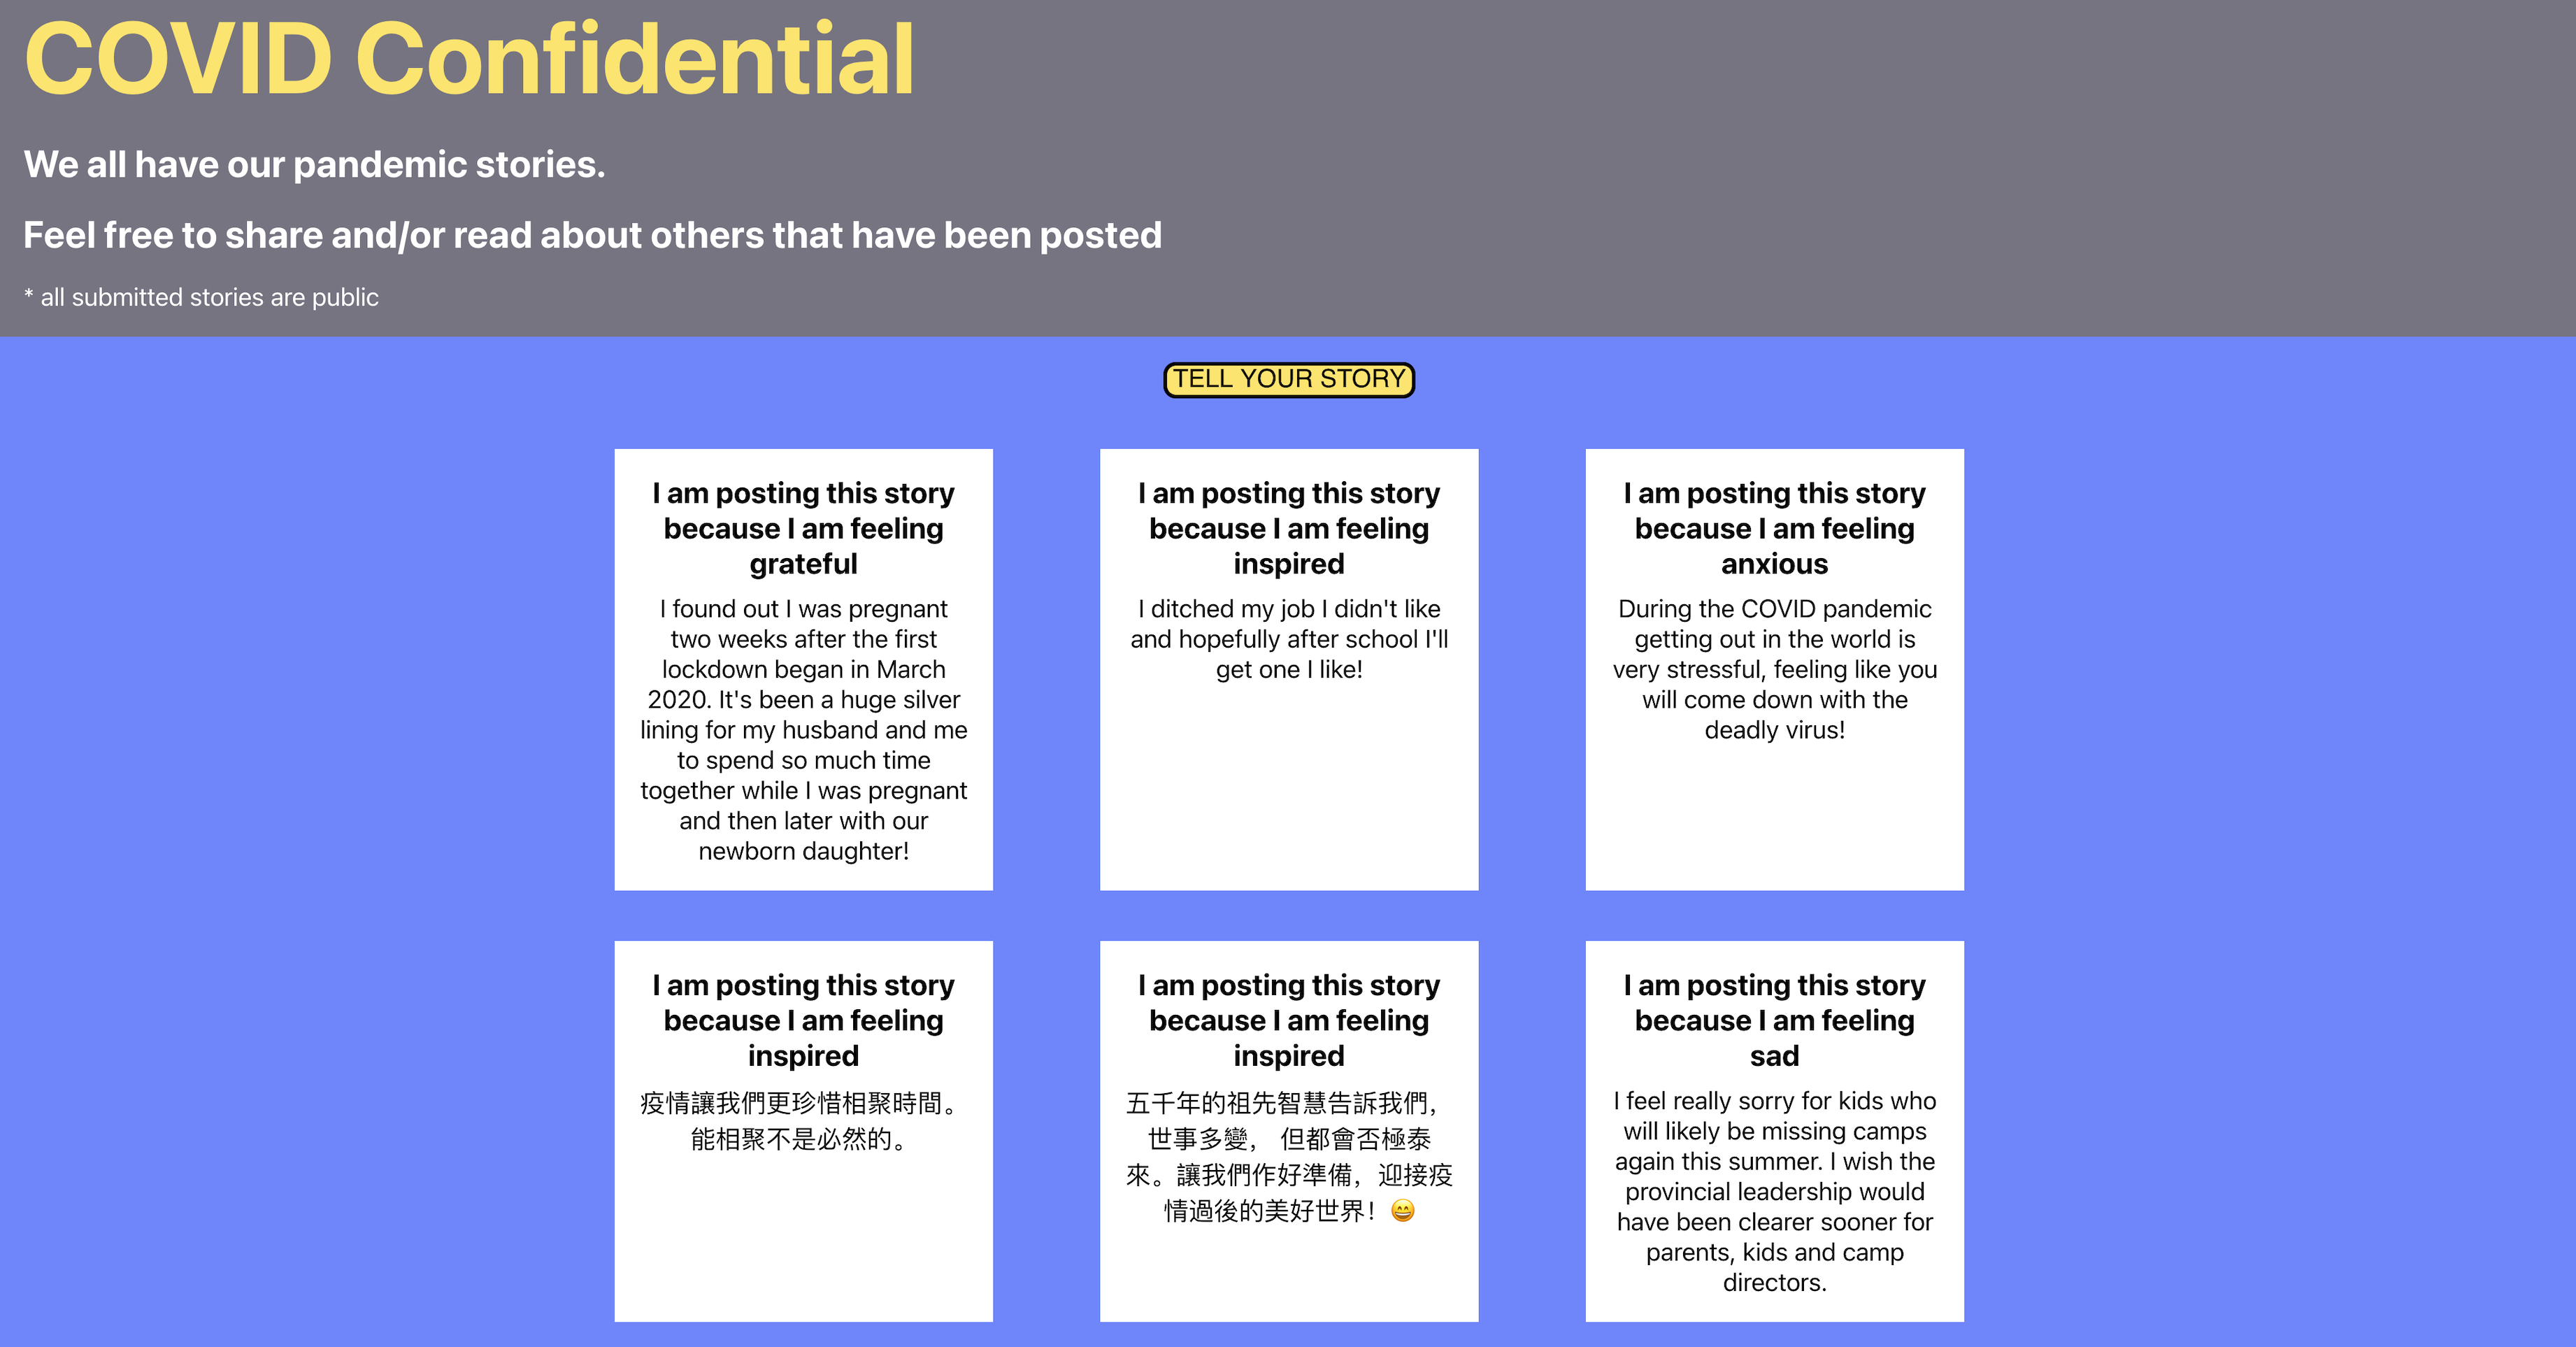 COVID Confidential
We all have our pandemic stories.
Feel free to share and/or read about others that have been posted
* all submitted stories are public
TELL YOUR STORY
I am posting this story
because I am feeling
grateful
I found out I was pregnant
two weeks after the first
lockdown began in March
2020. It's been a huge silver
lining for my husband and me
to spend so much time
together while I was pregnant
and then later with our
newborn daughter!
I am posting this story
because I am feeling
inspired
I ditched my job I didn't like
and hopefully after school I'll
get one I like!
I am posting this story
because I am feeling
anxious
During the COVID pandemic
getting out in the world is
very stressful, feeling like you
will come down with the
deadly virus!
I am posting this story
because I am feeling
inspired
疫情讓我們更珍惜相聚時間。
能相聚不是必然的。
I am posting this story
because I am feeling
inspired
五千年的祖先智慧告訴我們，
世事多變， 但都會否極泰
來。讓我們作好準備，迎接疫
情過後的美好世界！😄
I am posting this story
because I am feeling
sad
I feel really sorry for kids who
will likely be missing camps
again this summer. I wish the
provincial leadership would
have been clearer sooner for
parents, kids and camp
directors.